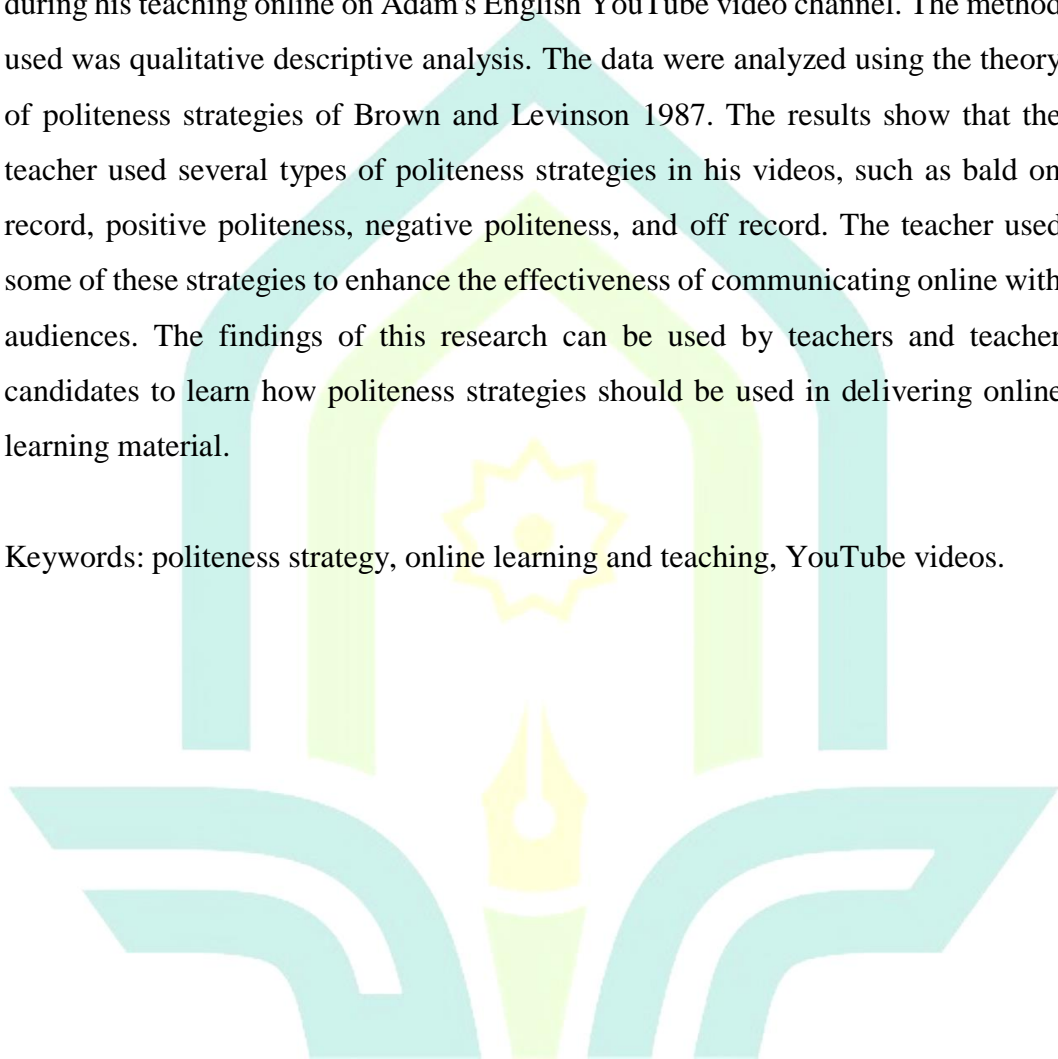 during his teaching online on Adam's English YouTube video channel. The method
used was qualitative descriptive analysis. The data were analyzed using the theory
of politeness strategies of Brown and Levinson 1987. The results show that the
teacher used several types of politeness strategies in his videos, such as bald on
record, positive politeness, negative politeness, and off record. The teacher used
some of these strategies to enhance the effectiveness of communicating online with
audiences. The findings of this research can be used by teachers and teacher
candidates to learn how politeness strategies should be used in delivering online
learning material.
Keywords: politeness strategy, online learning and teaching, YouTube videos.